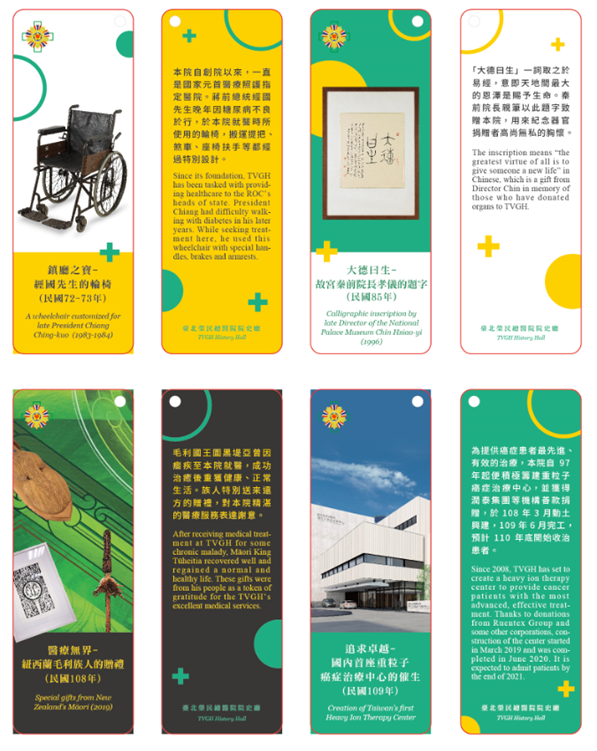 鎮廳之寶-
經國先生的輪椅
(民國72-73年)
A wheelchair customized for
late President Chiang
Ching-kuo (1983-1984)
本院自創院以來，一直
是國家元首醫療照護指
定醫院。蔣前總統經國
先生晚年因糖尿病不良
於行，於本院就醫時所
使用的輪椅，搬運提把、
煞車、座椅扶手等都經
過特別設計。
Since its foundation, TVGH
has been tasked with provid-
ing healthcare to the ROC's
heads of state. President
Chiang had difficulty walk-
ing with diabetes in his later
years. While seeking treat-
ment here, he used this
wheelchair with special han-
dles, brakes and armrests.
臺北榮民總醫院院史廳
TVGH History Hall
大德曰生
大德曰生-
故宮秦前院長孝儀的題字
(民國85年)
Calligraphic inscription by
late Director of the National
Palace Museum Chin Hsiao-yi
(1996)
「大德曰生」一詞取之於
易經，意即天地間最大
的恩澤是賜予生命。秦
前院長親筆以此題字致
贈本院，用來紀念器官
捐贈者高尚無私的胸懷。
The inscription means “the
greatest virtue of all is to
give someone a new life” in
Chinese, which is a gift from
Director Chin in memory of
those who have donated
organs to TVGH.
臺北榮民總醫院院史廳
TVGH History Hall
醫療無界-
紐西蘭毛利族人的贈禮
(民國108年)
Special gifts from New
Zealand's Māori (2019)
毛利國王圖黑堤亞曾因
痼疾至本院就醫，成功
治癒後重獲健康、正常
生活。族人特別送來遠
方的贈禮，對本院精湛
的醫療服務表達謝意。
After receiving medical treat-
ment at TVGH for some
chronic malady, Māori King
Tūheitia recovered well and
regained a normal and
healthy life. These gifts were
from his people as a token of
gratitude for the TVGH's
excellent medical services.
臺北榮民總醫院院史廳
TVGH History Hall
追求卓越-
國內首座重粒子
癌症治療中心的催生
(民國109年)
Creation of Taiwan's first
Heavy Ion Therapy Center
為提供癌症患者最先進、
有效的治療，本院自 97
年起便積極籌建重粒子
癌症治療中心，並獲得
潤泰集團等機構善款捐
贈，於 108 年 3 月動土
興建，109 年 6 月完工，
預計 110 年底開始收治
患者。
Since 2008, TVGH has set to
create a heavy ion therapy
center to provide cancer
patients with the most
advanced, effective treat-
ment. Thanks to donations
from Ruentex Group and
some other corporations, con-
struction of the center started
in March 2019 and was com-
pleted in June 2020. It is
expected to admit patients by
the end of 2021.
臺北榮民總醫院院史廳
TVGH History Hall